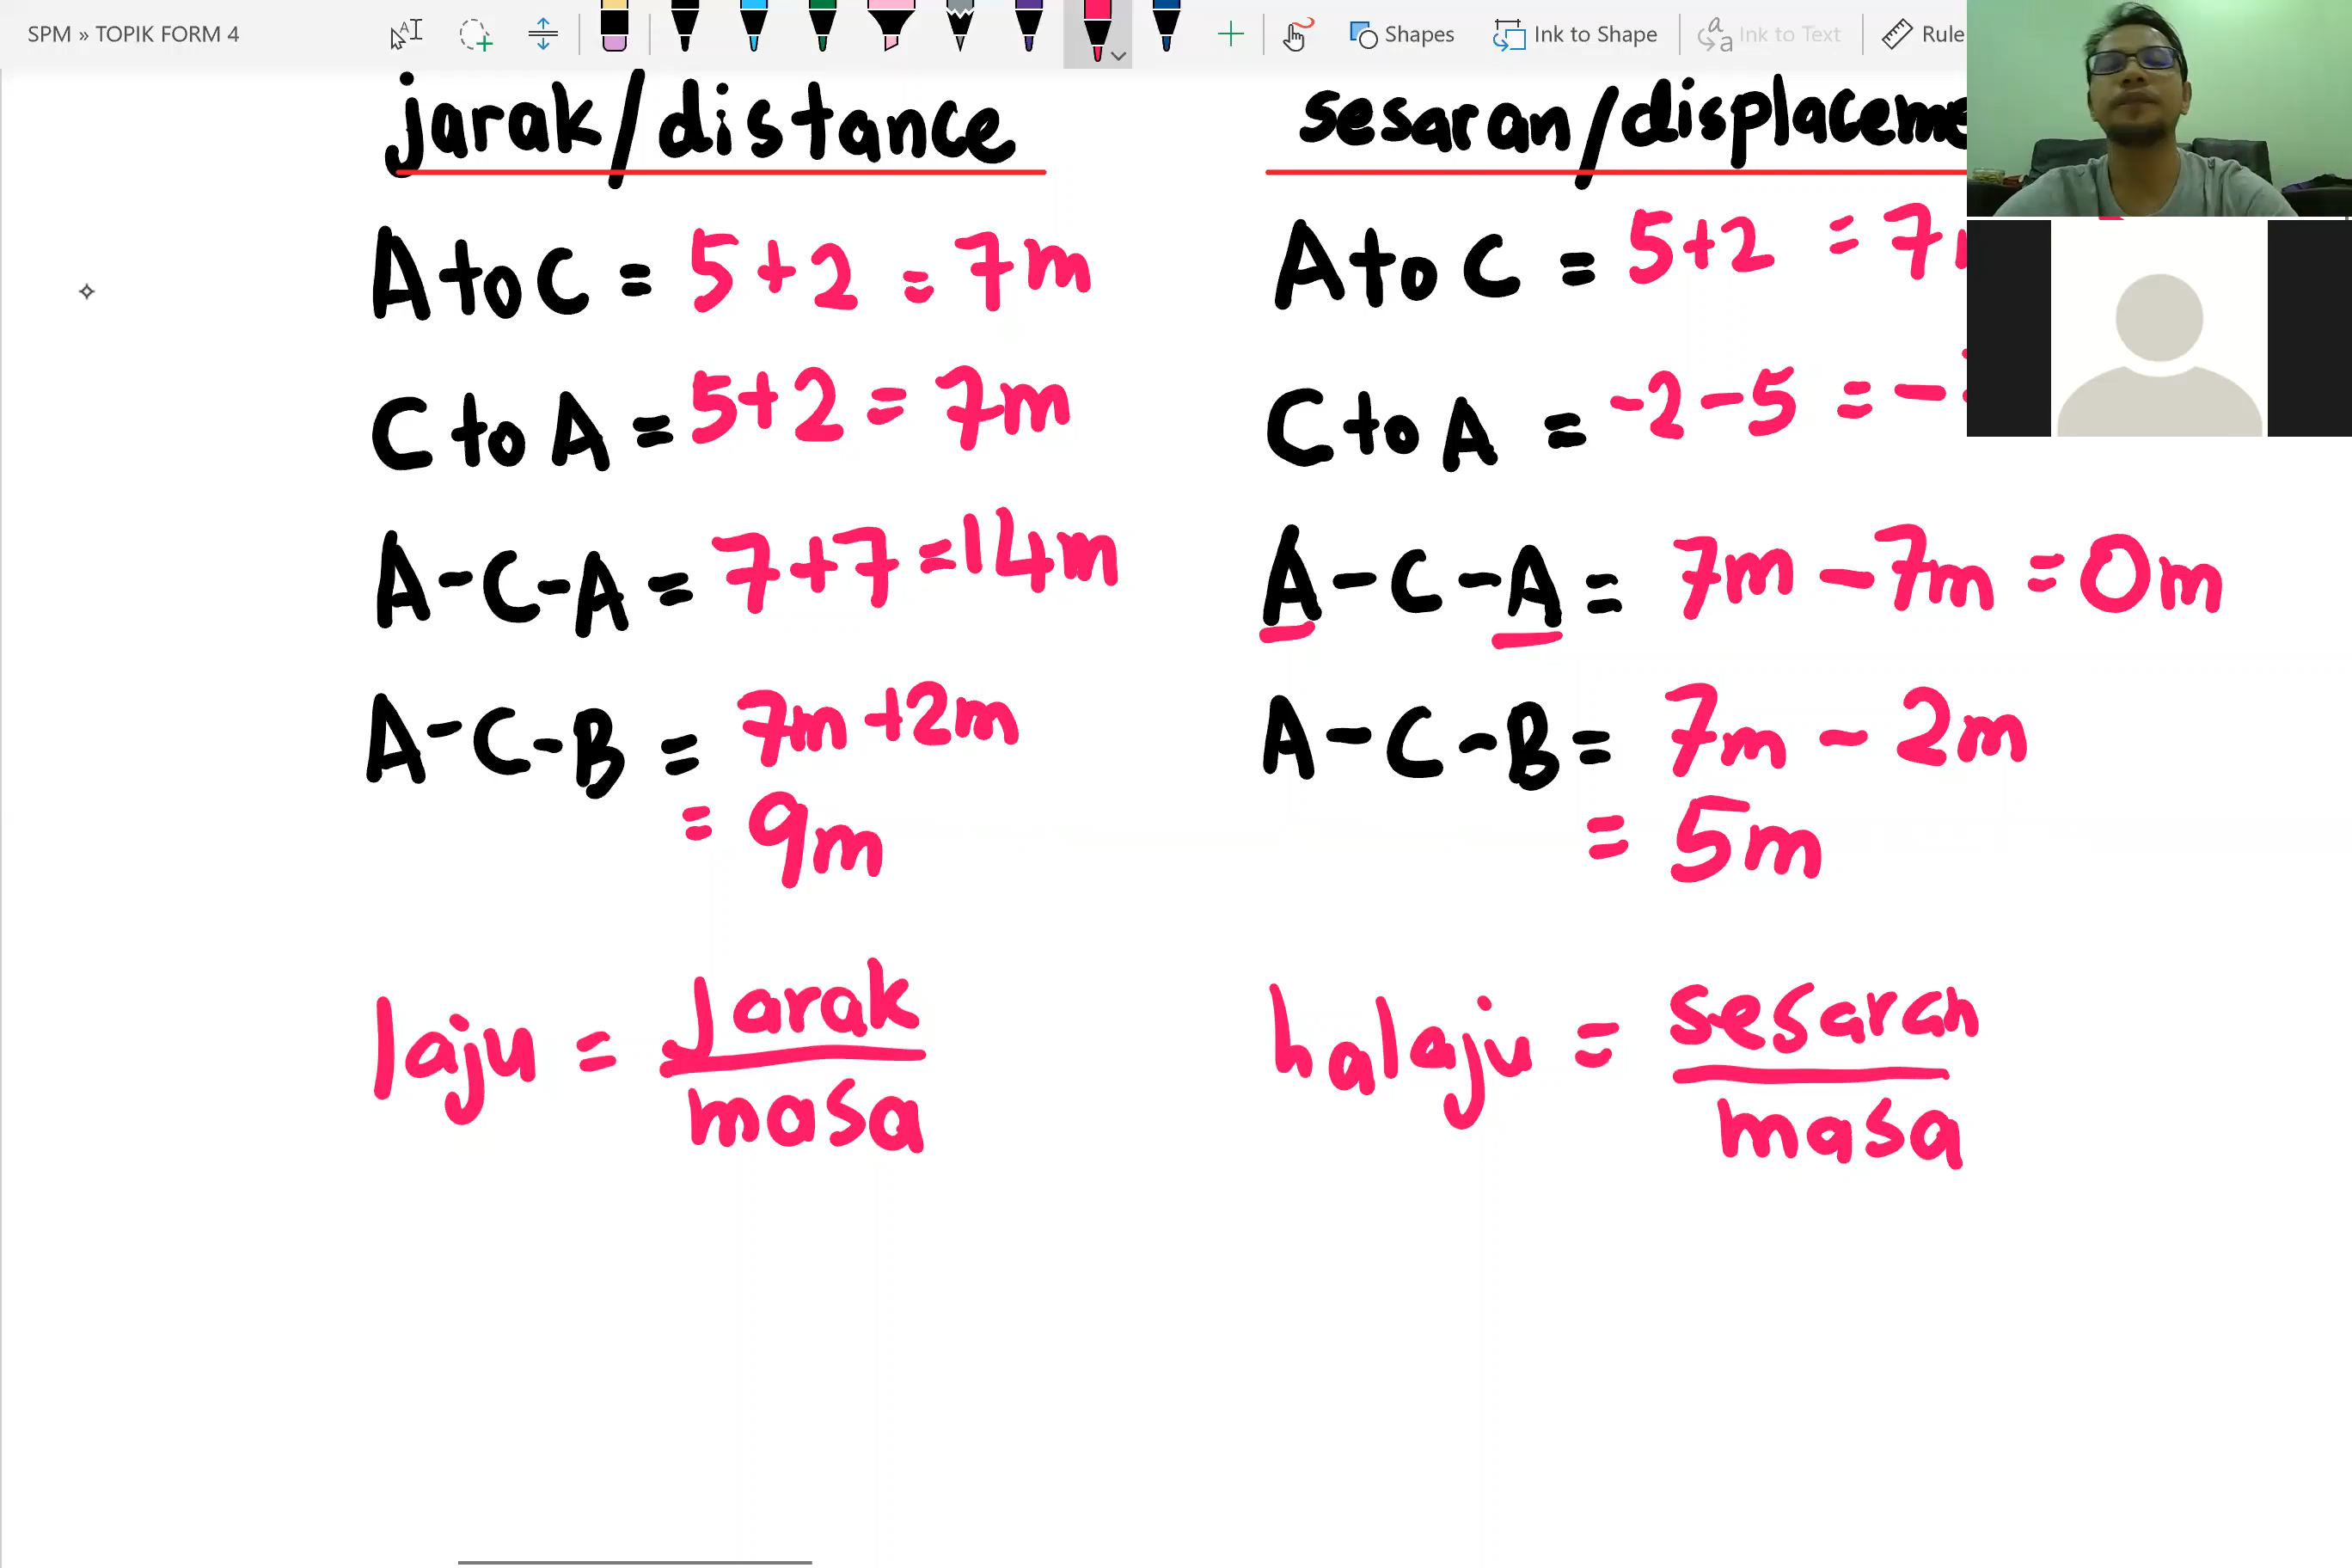 SPM » TOPIK FORM 4
Shapes
Ink to Shape
Ink to Text
jarak/distance
A to C = 5+2 = 7m
C to A = 5+2 = 7m
A-C-A = 7+7=14m
A-C-B = 7m+2m
= 9m
laju = Jarak
masa
sesaran/
A to C = 5+2 = 7
C to A = -2-5 = -
A-C-A = 7m-7m=0m
A-C-B = 7m-2m
= 5m
halaju = sesaran
masa